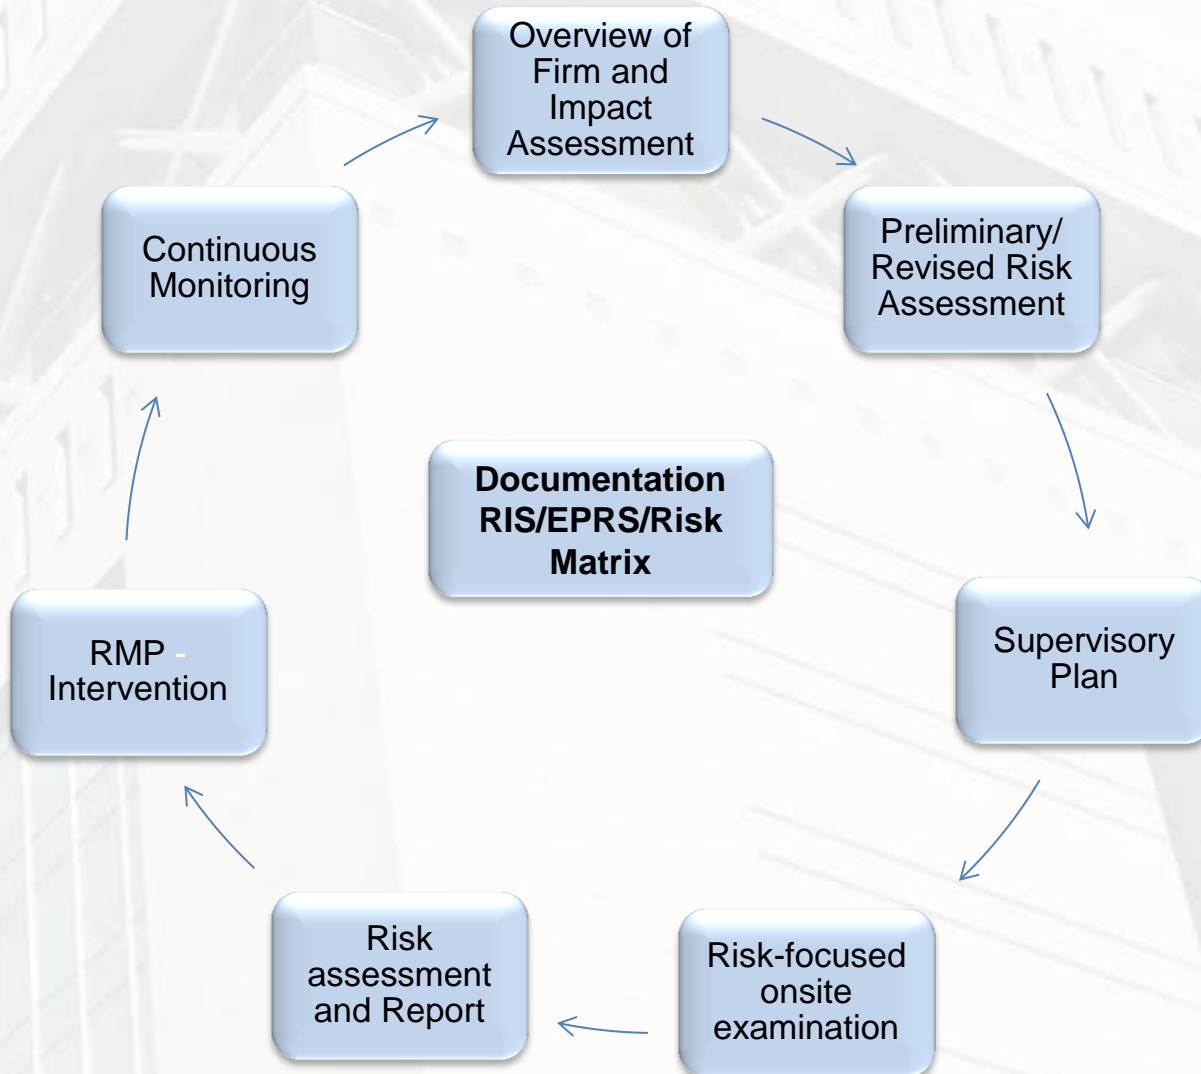 Overview of
Firm and
Impact
Assessment
Preliminary/
Revised Risk
Assessment
Supervisory
Plan
Risk-focused
onsite
examination
Risk
assessment
and Report
RMP -
Intervention
Continuous
Monitoring
Documentation
RIS/EPRS/Risk
Matrix